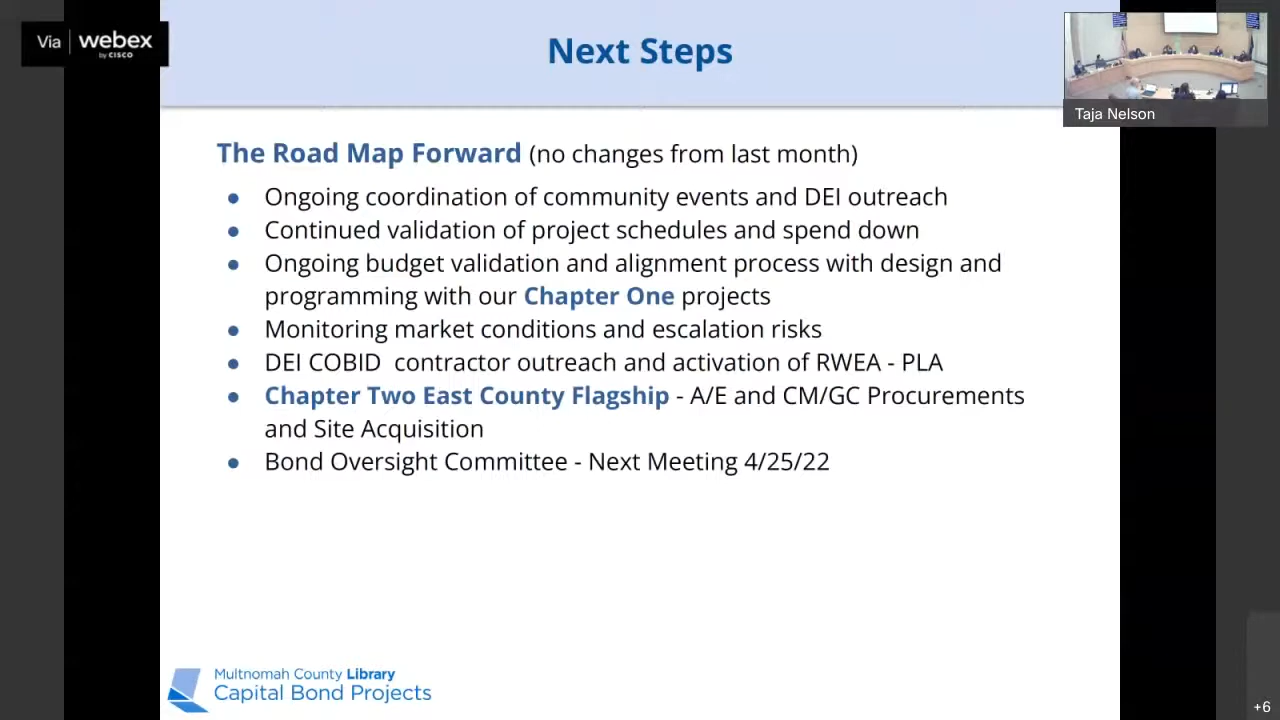 Via webex
by CISCO
Next Steps
Taja Nelson
The Road Map Forward (no changes from last month)
● Ongoing coordination of community events and DEI outreach
● Continued validation of project schedules and spend down
● Ongoing budget validation and alignment process with design and
programming with our Chapter One projects
● Monitoring market conditions and escalation risks
● DEI COBID contractor outreach and activation of RWEA - PLA
● Chapter Two East County Flagship - A/E and CM/GC Procurements
and Site Acquisition
● Bond Oversight Committee - Next Meeting 4/25/22
Multnomah County Library
Capital Bond Projects
+6